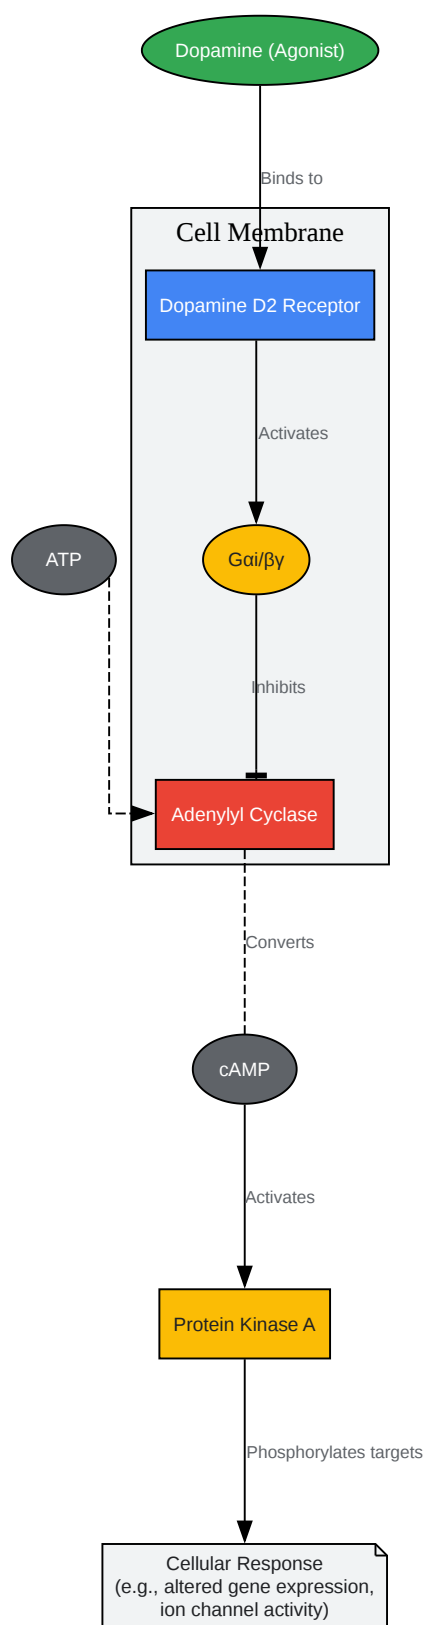 Dopamine (Agonist)
Binds to
Cell Membrane
Dopamine D2 Receptor
Activates
ATP
Gαi/βγ
Inhibits
Adenylyl Cyclase
Converts
cAMP
Activates
Protein Kinase A
Phosphorylates targets
Cellular Response
(e.g., altered gene expression,
ion channel activity)